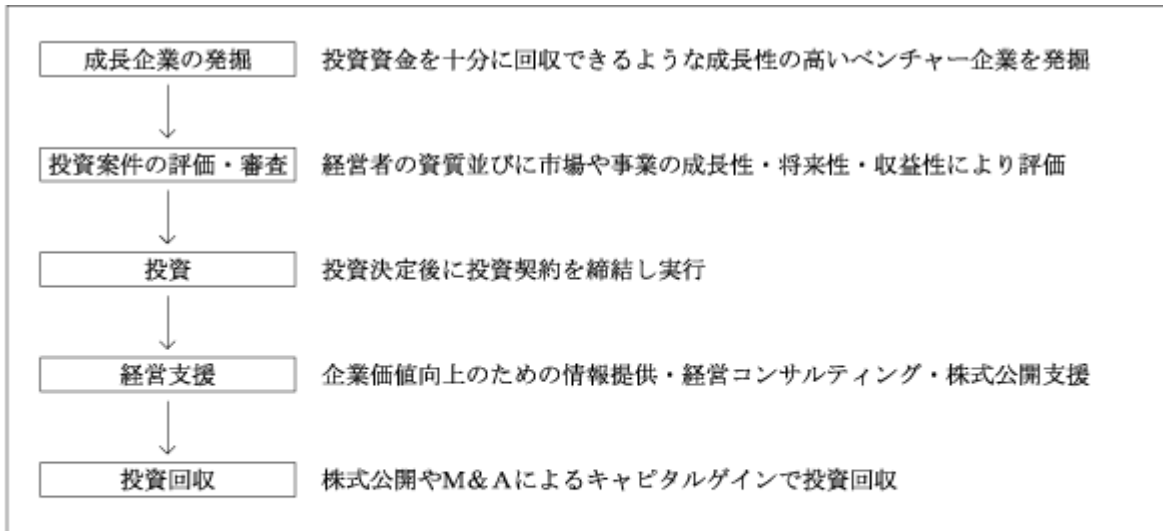 成長企業の発掘 投資資金を十分に回収できるような成長性の高いベンチャー企業を発掘
投資案件の評価・審査 経営者の資質並びに市場や事業の成長性・将来性・収益性により評価
投資 投資決定後に投資契約を締結し実行
経営支援 企業価値向上のための情報提供・経営コンサルティング・株式公開支援
投資回収 株式公開やM&Aによるキャピタルゲインで投資回収